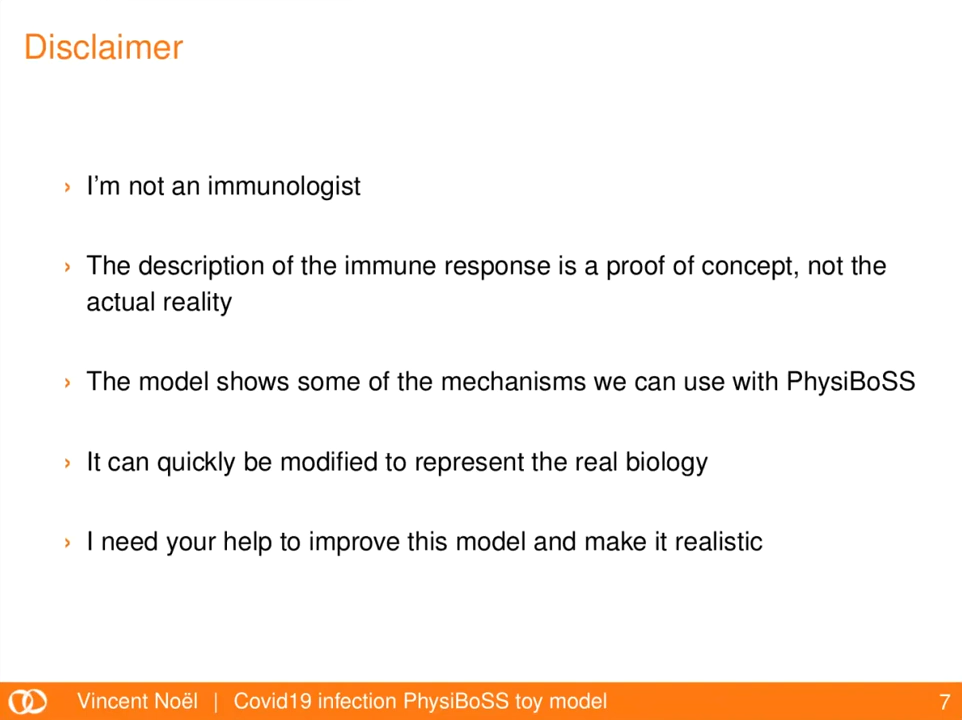 Disclaimer
› I'm not an immunologist
› The description of the immune response is a proof of concept, not the
actual reality
› The model shows some of the mechanisms we can use with PhysiBoSS
› It can quickly be modified to represent the real biology
› I need your help to improve this model and make it realistic
Vincent Noël | Covid19 infection PhysiBoSS toy model 7